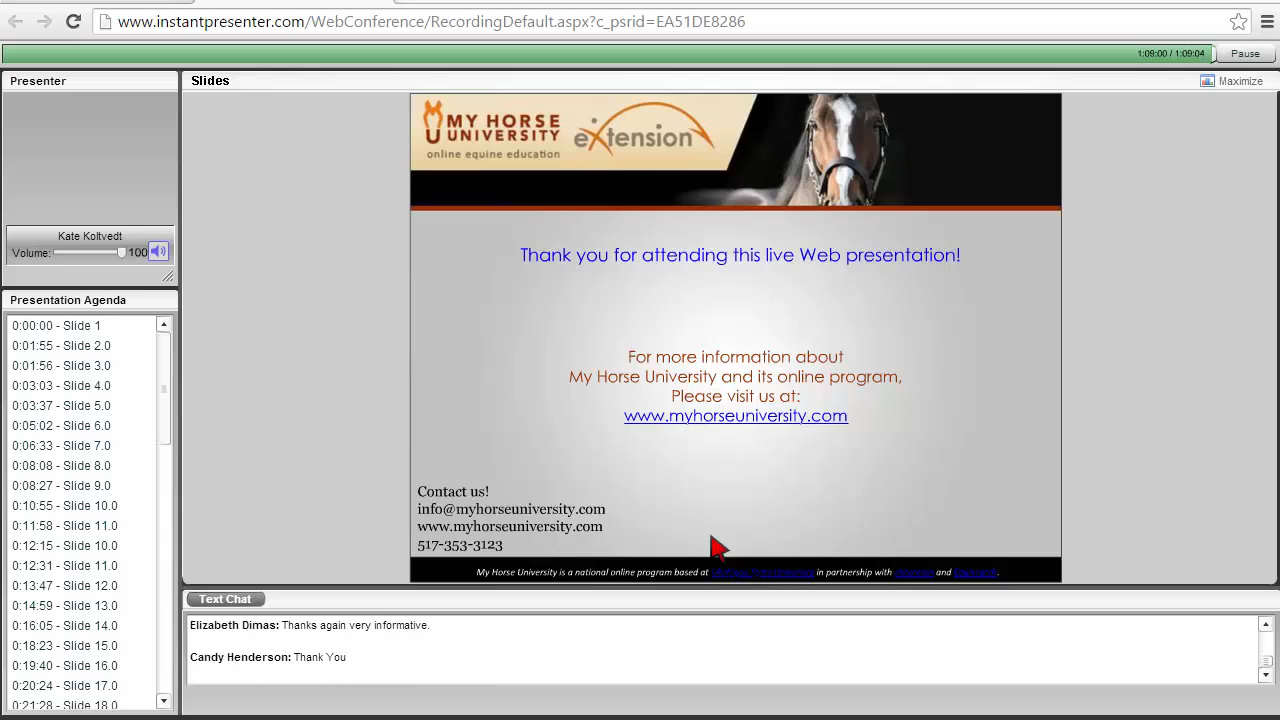 www.instantpresenter.com/WebConference/RecordingDefault.aspx?c_psrid=EA51DE8286
1:09:00 / 1:09:04
Pause
Presenter
Kate Koltvedt
Volume: 100
Presentation Agenda
0:00:00 - Slide 1
0:01:55 - Slide 2.0
0:01:56 - Slide 3.0
0:03:03 - Slide 4.0
0:03:37 - Slide 5.0
0:05:02 - Slide 6.0
0:06:33 - Slide 7.0
0:08:08 - Slide 8.0
0:08:27 - Slide 9.0
0:10:55 - Slide 10.0
0:11:58 - Slide 11.0
0:12:15 - Slide 10.0
0:12:31 - Slide 11.0
0:12:47 - Slide 12.0
0:14:59 - Slide 13.0
0:16:05 - Slide 14.0
0:18:23 - Slide 15.0
0:19:40 - Slide 16.0
0:20:24 - Slide 17.0
0:21:28 - Slide 18.0
Slides
Maximize
MY HORSE
UNIVERSITY
online equine education
eXtension
Thank you for attending this live Web presentation!
For more information about
My Horse University and its online program,
Please visit us at:
www.myhorseuniversity.com
Contact us!
info@myhorseuniversity.com
www.myhorseuniversity.com
517-353-3123
My Horse University is a national online program based at in partnership with and .
Text Chat
Elizabeth Dimas: Thanks again very informative.
Candy Henderson: Thank You